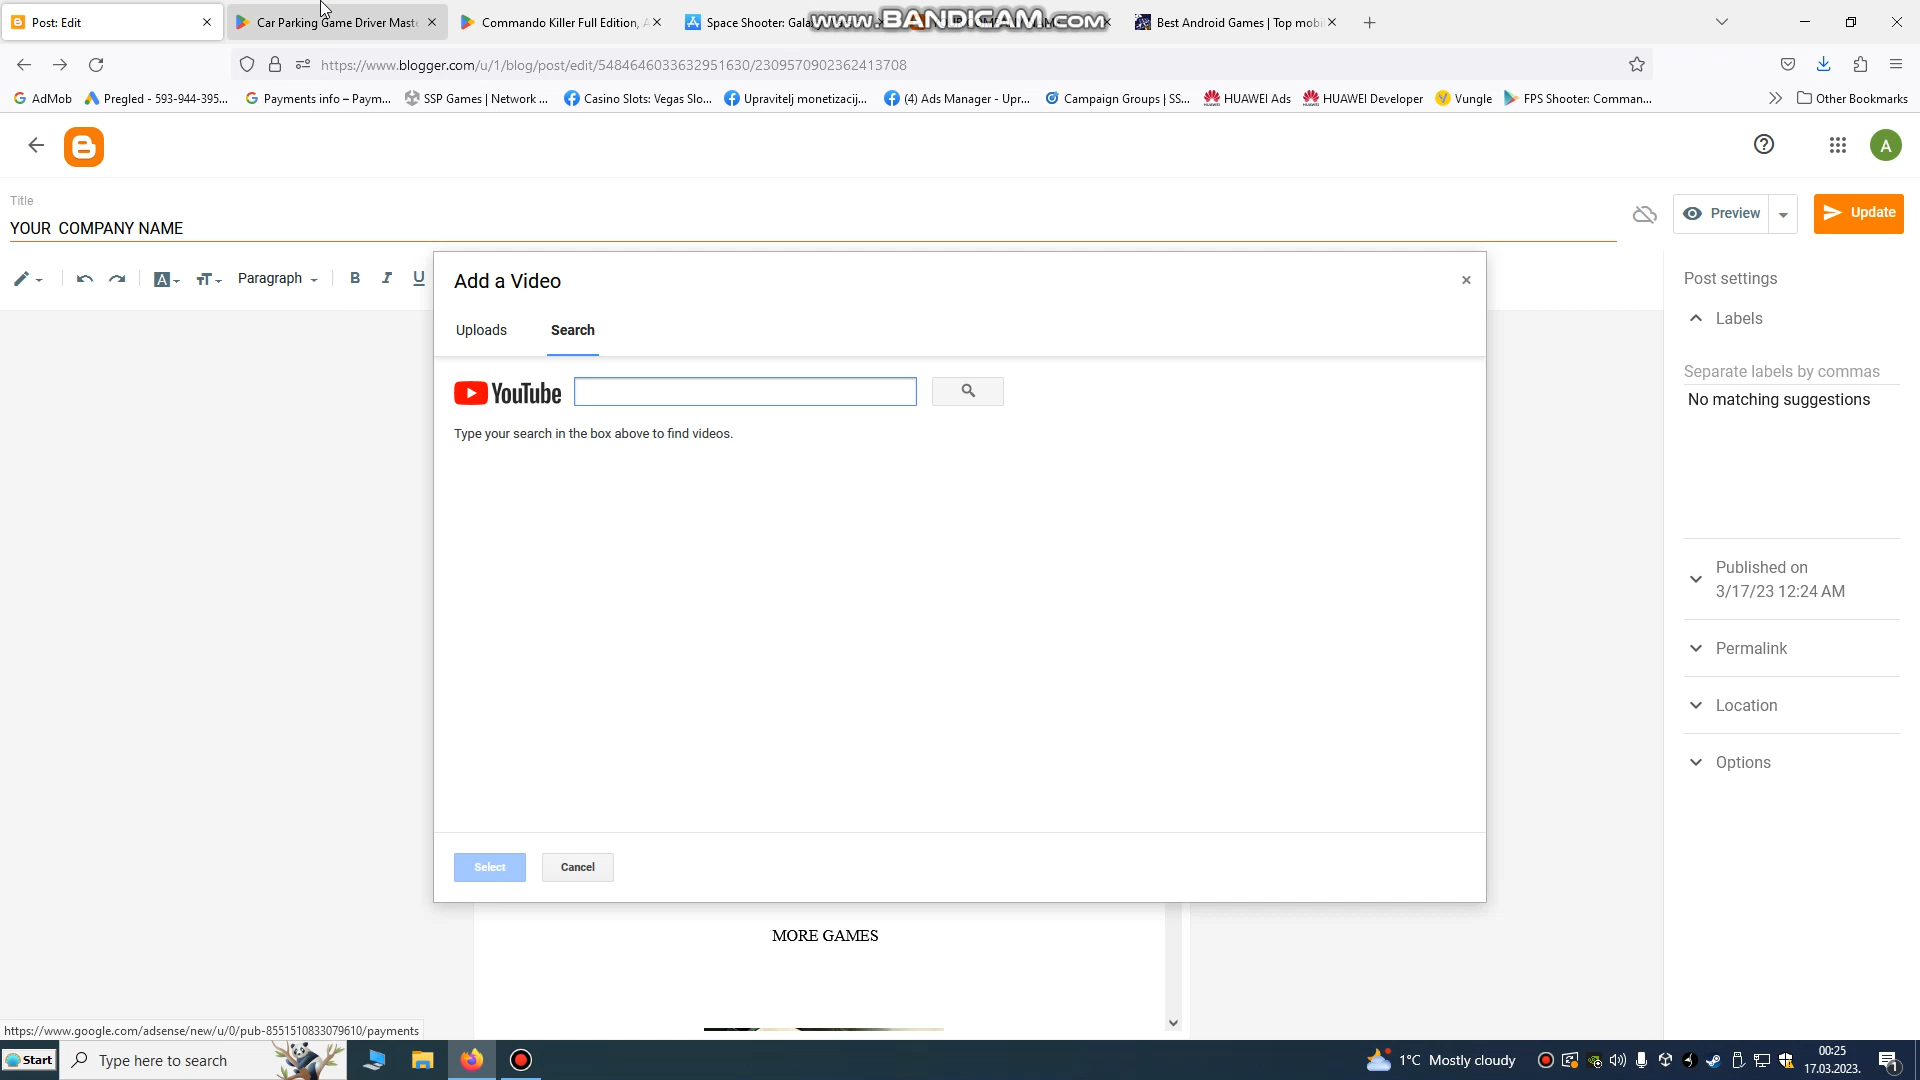 Post: Edit
Car Parking Game Driver Mast
Commando Killer Full Edition, A
Space Shooter: Gala
www.BANDICAM.com
Best Android Games | Top mobi
https://www.blogger.com/u/1/blog/post/edit/5484646033632951630/2309570902362413708
AdMob
Pregled - 593-944-395...
Payments info – Paym...
SSP Games | Network ...
Casino Slots: Vegas Slo...
Upravitelj monetizacij...
(4) Ads Manager - Upr...
Campaign Groups | SS...
HUAWEI Ads
HUAWEI Developer
Vungle
FPS Shooter: Comman...
Other Bookmarks
A
Title
YOUR  COMPANY NAME
Preview
Update
Paragraph
B
I
U
Add a Video
Uploads
Search
YouTube
Type your search in the box above to find videos.
Select
Cancel
Post settings
Labels
Separate labels by commas
No matching suggestions
Published on
3/17/23 12:24 AM
Permalink
Location
Options
MORE GAMES
https://www.google.com/adsense/new/u/0/pub-8551510833079610/payments
Start
Type here to search
1°C Mostly cloudy
00:25
17.03.2023.
1